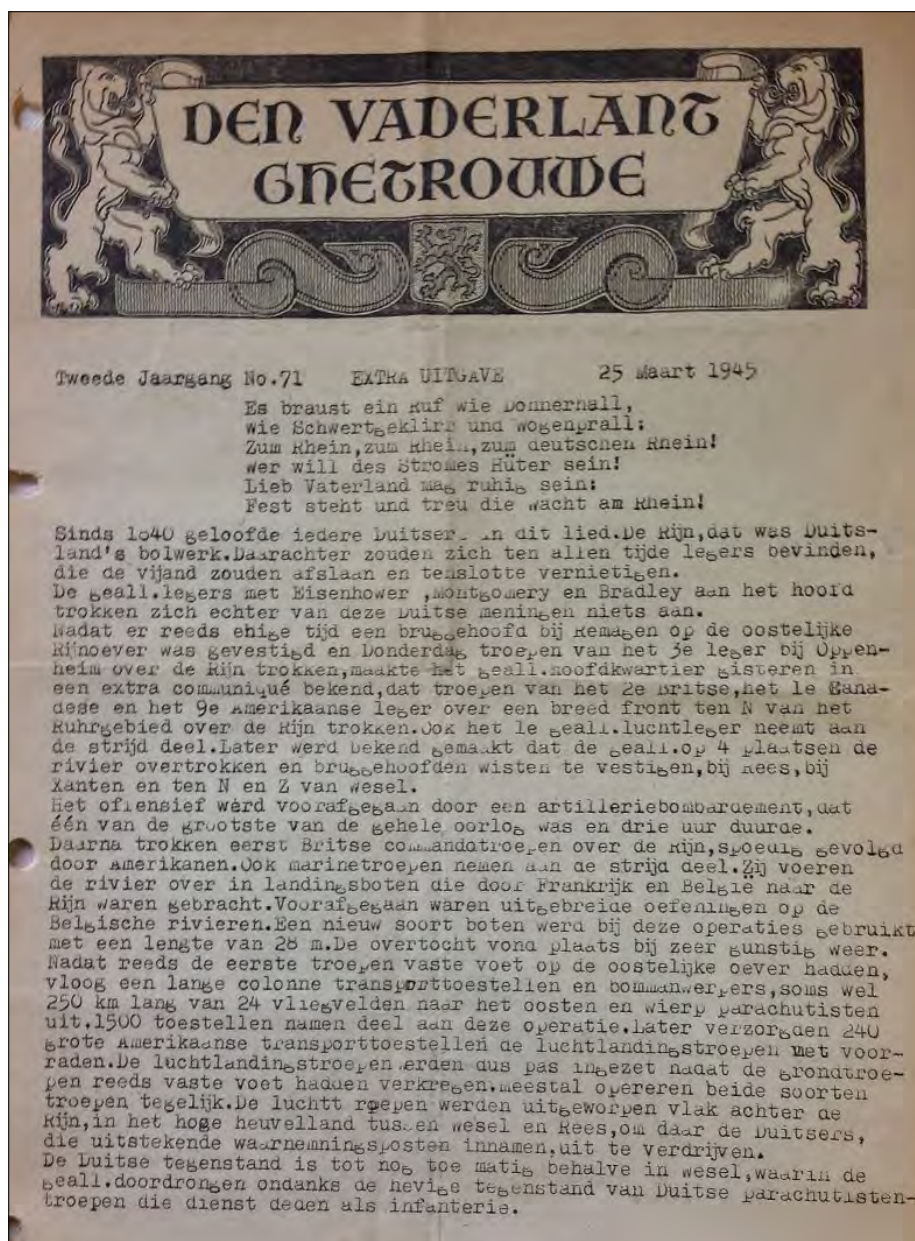 DEN VADERLANT
GHETROUWE
Tweede Jaargang No.71 EXTRA UITGAVE 25 Maart 1945
Es braust ein Ruf wie Donnerhall,
wie Schwertgeklirr und Wogenprall:
Zum Rhein,zum Rhein,zum deutschen Rhein!
Wer will des Stromes Hüter sein!
Lieb Vaterland mag ruhig sein:
Fest steht und treu die Wacht am Rhein!
Sinds 1840 geloofde iedere Duitser in dit lied.De Rijn,dat was Duits-
land's bolwerk.Daarachter zouden zich ten allen tijde legers bevinden,
die de vijand zouden afslaan en tenslotte vernietigen.
De geall.legers met Eisenhower ,Montgomery en Bradley aan het hoofd
trokken zich echter van deze Duitse meningen niets aan.
Nadat er reeds enige tijd een bruggehoofd bij Remagen op de oostelijke
Rijnoever was gevestigd en Donderdag troepen van het 3e leger bij Oppen-
heim over de Rijn trokken,maakte het geall.hoofdkwartier gisteren in
een extra communiqué bekend,dat troepen van het 2e Britse,het 1e Kana-
dese en het 9e Amerikaanse leger over een breed front ten N van het
Ruhrgebied over de Rijn trokken.Ook het 1e geall.luchtleger neemt aan
de strijd deel.Later werd bekend gemaakt dat de geall.op 4 plaatsen de
rivier overtrokken en bruggehoofden wisten te vestigen,bij Rees,bij
Xanten en ten N en Z van Wesel.
Het offensief werd voorafgegaan door een artilleriebombardement,dat
één van de grootste van de gehele oorlog was en drie uur duurde.
Daarna trokken eerst Britse commandotroepen over de Rijn,spoedig gevolgd
door Amerikanen.Ook marinetroepen nemen aan de strijd deel.Zij voeren
de rivier over in landingsboten die door Frankrijk en België naar de
Rijn waren gebracht.Voorafgegaan waren uitgebreide oefeningen op de
Belgische rivieren.Een nieuw soort boten werd bij deze operaties gebruikt
met een lengte van 28 m.De overtocht vond plaats bij zeer gunstig weer.
Nadat reeds de eerste troepen vaste voet op de oostelijke oever hadden,
vloog een lange colonne transporttoestellen en bommenwerpers,soms wel
250 km lang van 24 vliegvelden naar het oosten en wierp parachutisten
uit.1500 toestellen namen deel aan deze operatie.Later verzorgden 240
grote Amerikaanse transporttoestellen de luchtlandingstroepen met voor-
raden.De luchtlandingstroepen werden dus pas ingezet nadat de grondtroe-
pen reeds vaste voet hadden verkregen.Meestal opereren beide soorten
troepen tegelijk.De luchtt roepen werden uitgeworpen vlak achter de
Rijn,in het hoge heuvelland tussen Wesel en Rees,om daar de Duitsers,
die uitstekende waarnemningsposten innamen,uit te verdrijven.
De Duitse tegenstand is tot nog toe matig behalve in Wesel,waarin de
geall.doordrongen ondanks de hevige tegenstand van Duitse parachutisten-
troepen die dienst deden als infanterie.